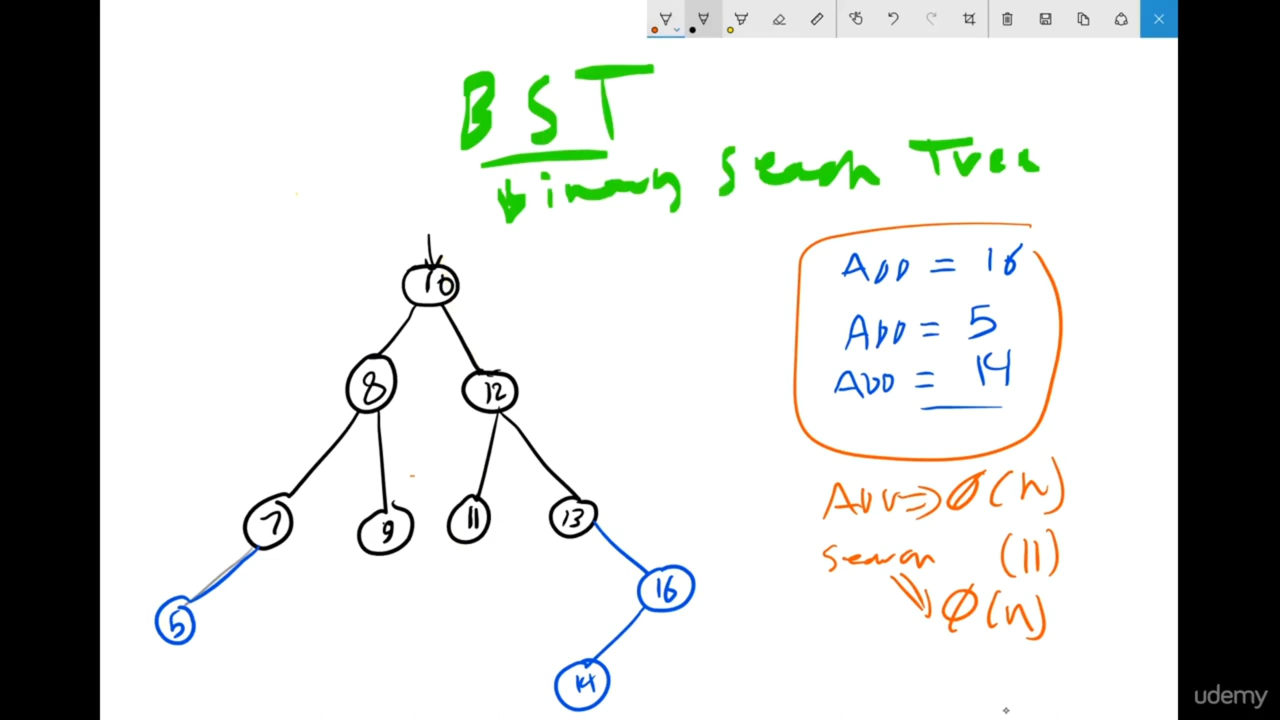 BST
binary Search Tree
10
ADD = 16
ADD = 5
8
12
ADD = 14
7
9
11
13
ADD => O(n)
search (11)
O(n)
16
5
14
udemy